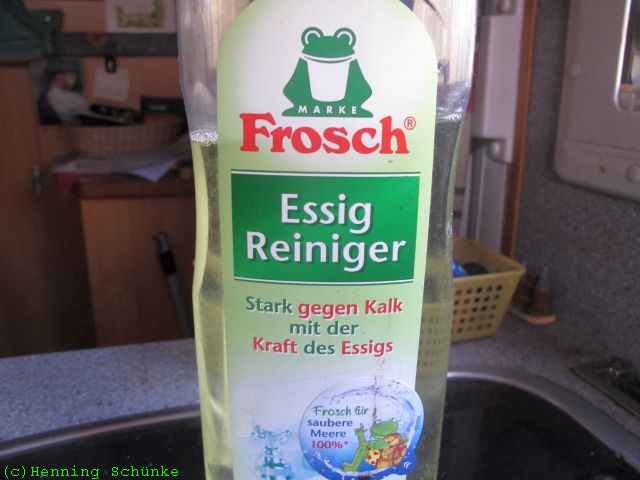 MARKE
Frosch®
Essig
Reiniger
Stark gegen Kalk
mit der
Kraft des Essigs
Frosch für
saubere
Meere
100%*
(c)Henning Schünke